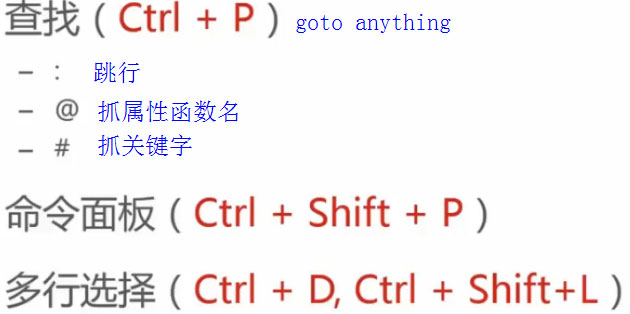 查找（Ctrl + P）goto anything
– : 跳行
– @ 抓属性函数名
– # 抓关键字
命令面板（Ctrl + Shift + P）
多行选择（Ctrl + D, Ctrl + Shift+L）